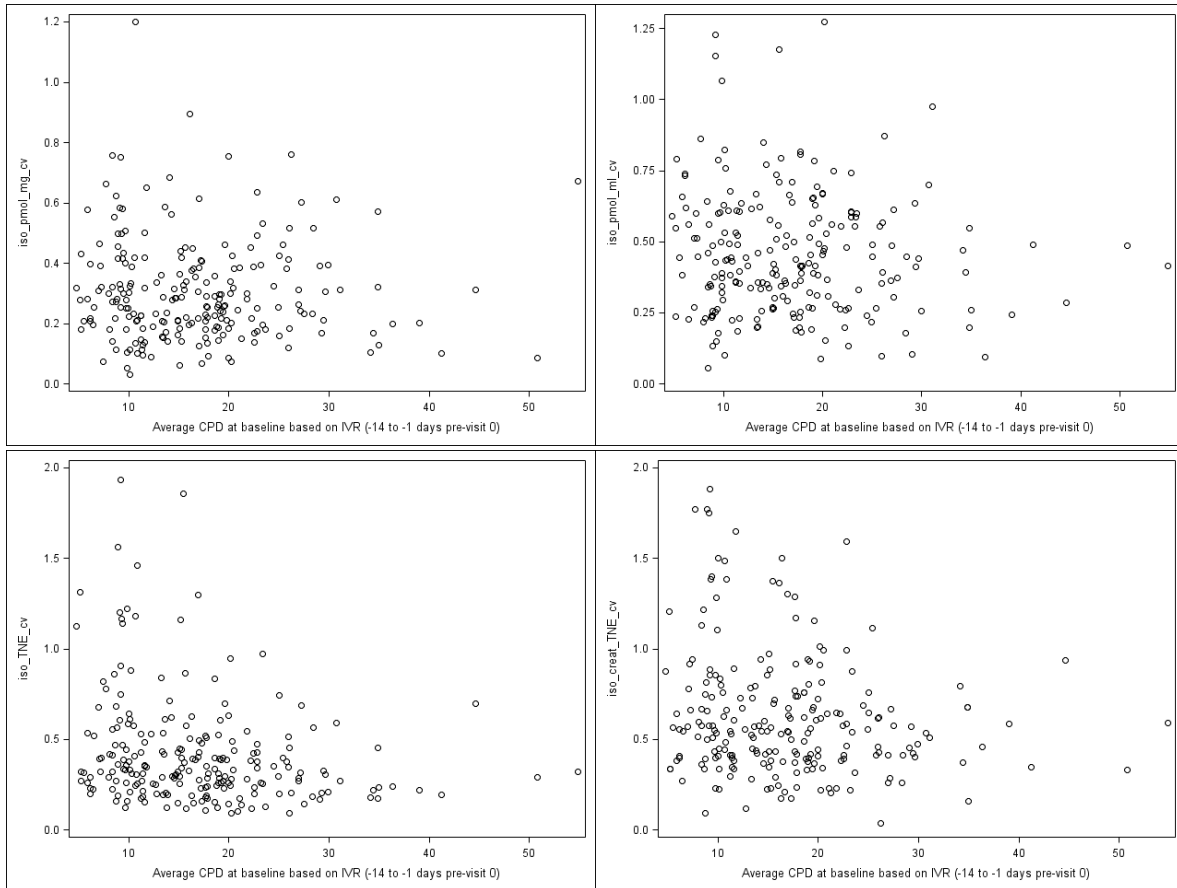 1.2
1.0
0.8
0.6
0.4
0.2
0.0
iso_pmol_mg_cv
10 20 30 40 50
Average CPD at baseline based on IVR (-14 to -1 days pre-visit 0)
1.25
1.00
0.75
0.50
0.25
0.00
iso_pmol_ml_cv
10 20 30 40 50
Average CPD at baseline based on IVR (-14 to -1 days pre-visit 0)
2.0
1.5
1.0
0.5
0.0
iso_TNE_cv
10 20 30 40 50
Average CPD at baseline based on IVR (-14 to -1 days pre-visit 0)
2.0
1.5
1.0
0.5
0.0
iso_creat_TNE_cv
10 20 30 40 50
Average CPD at baseline based on IVR (-14 to -1 days pre-visit 0)